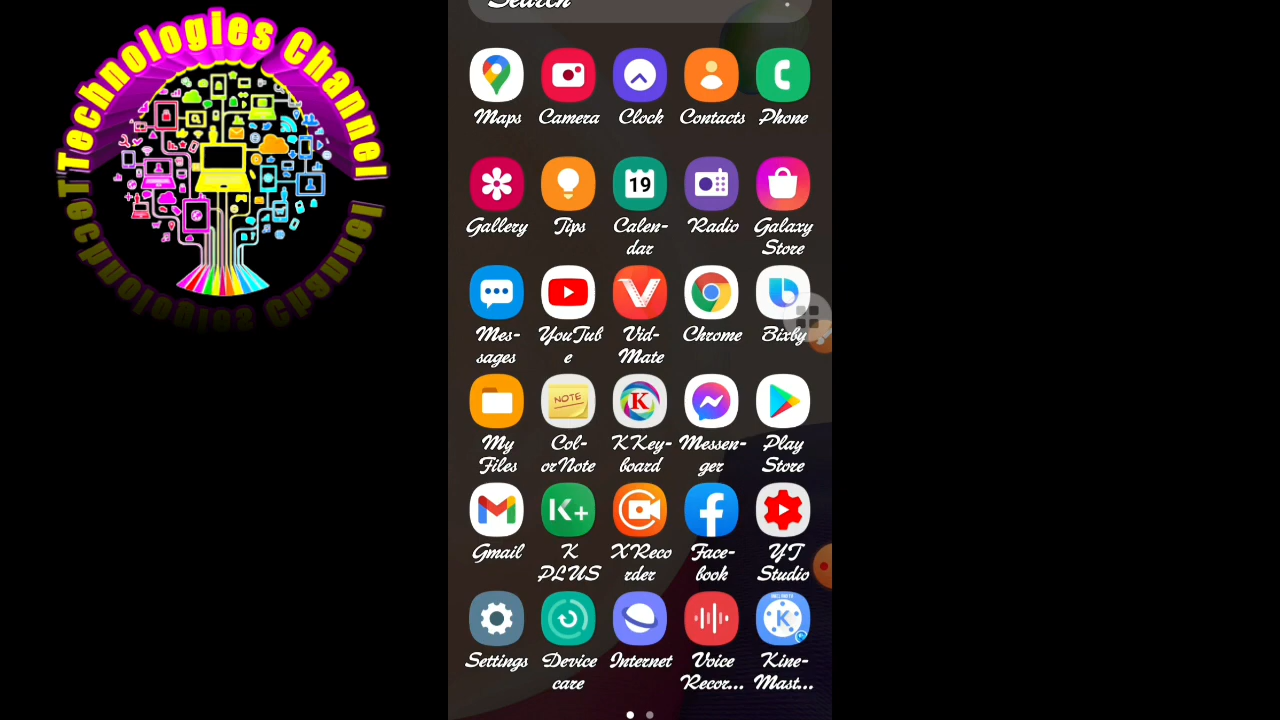 Technologies Channel
Search
Maps Camera Clock Contacts Phone
19
Gallery Tips Calen- Radio Galaxy
dar Store
Mes- YouTub Vid- Chrome Bixby
sages e Mate
NOTE K
My Col- KKey- Messen- Play
Files orNote board ger Store
K+
Gmail K XReco Face- YT
PLUS rder book Studio
K
Settings Device Internet Voice Kine-
care Recor... Mast...